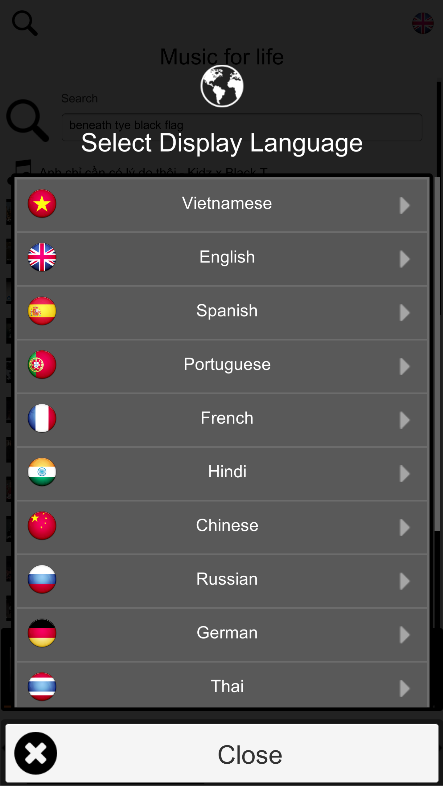 Music for life
Search
beneath tye black flag
Select Display Language
Anh chỉ cần có lý do thôi - Kidz x Black T
Vietnamese
English
Spanish
Portuguese
French
Hindi
Chinese
Russian
German
Thai
Close